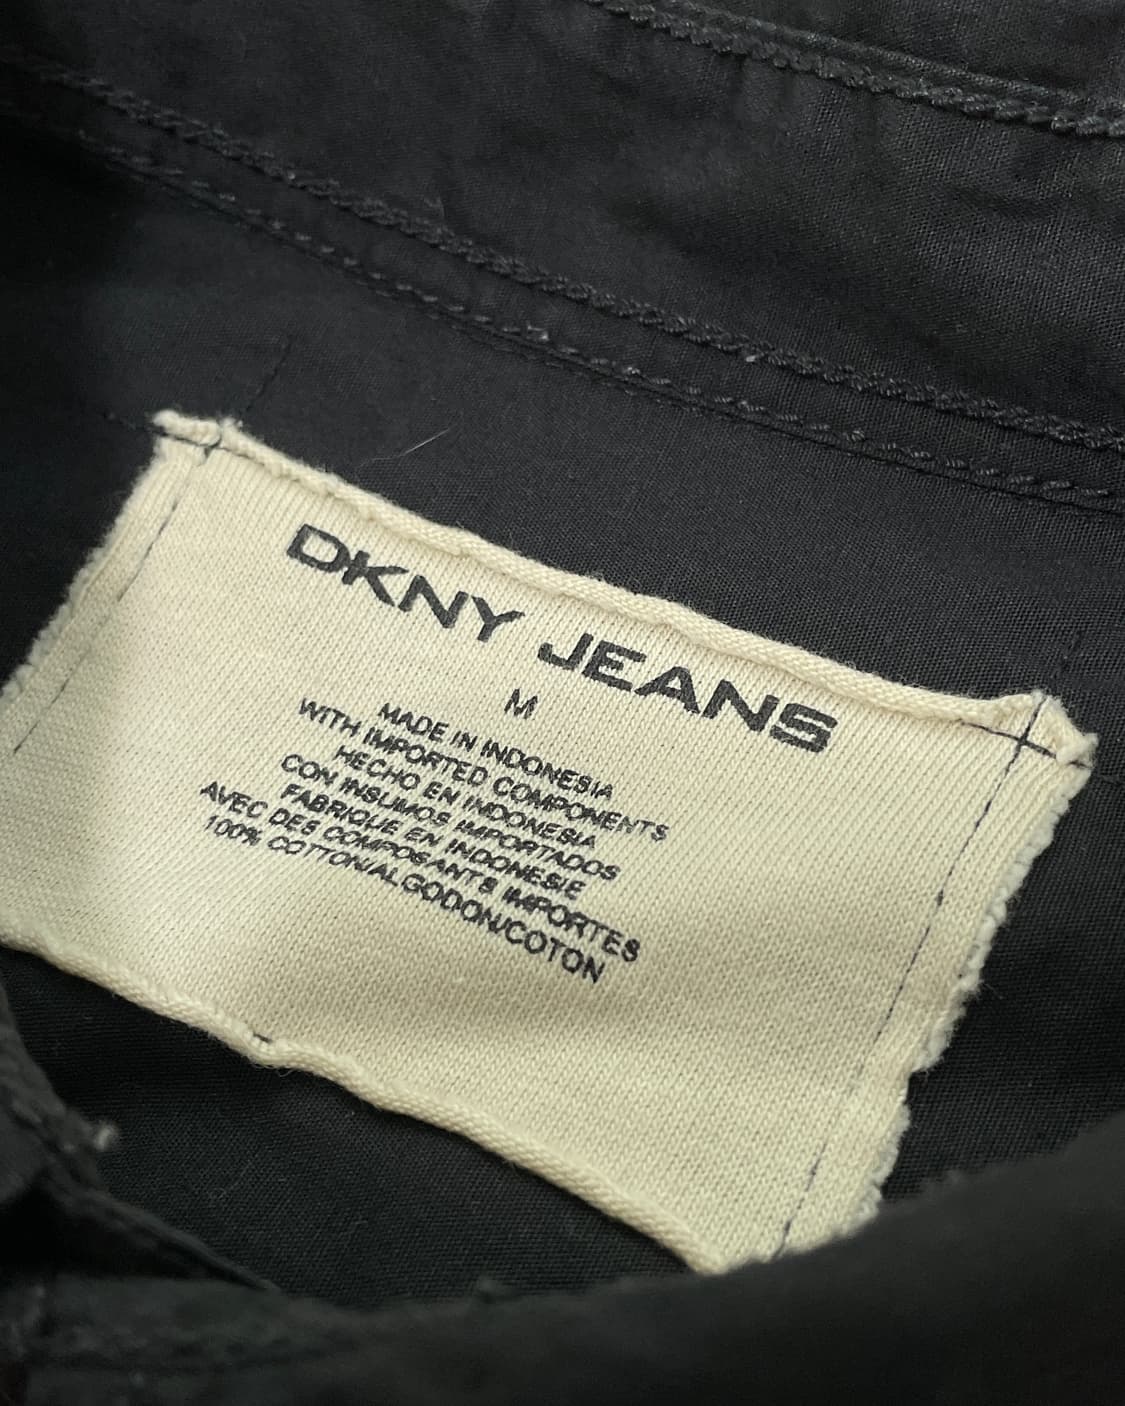 DKNY JEANS
M
MADE IN INDONESIA
WITH IMPORTED COMPONENTS
HECHO EN INDONESIA
CON INSUMOS IMPORTADOS
FABRIQUE EN INDONESIE
AVEC DES COMPOSANTS IMPORTES
100% COTTON/ALGODON/COTON